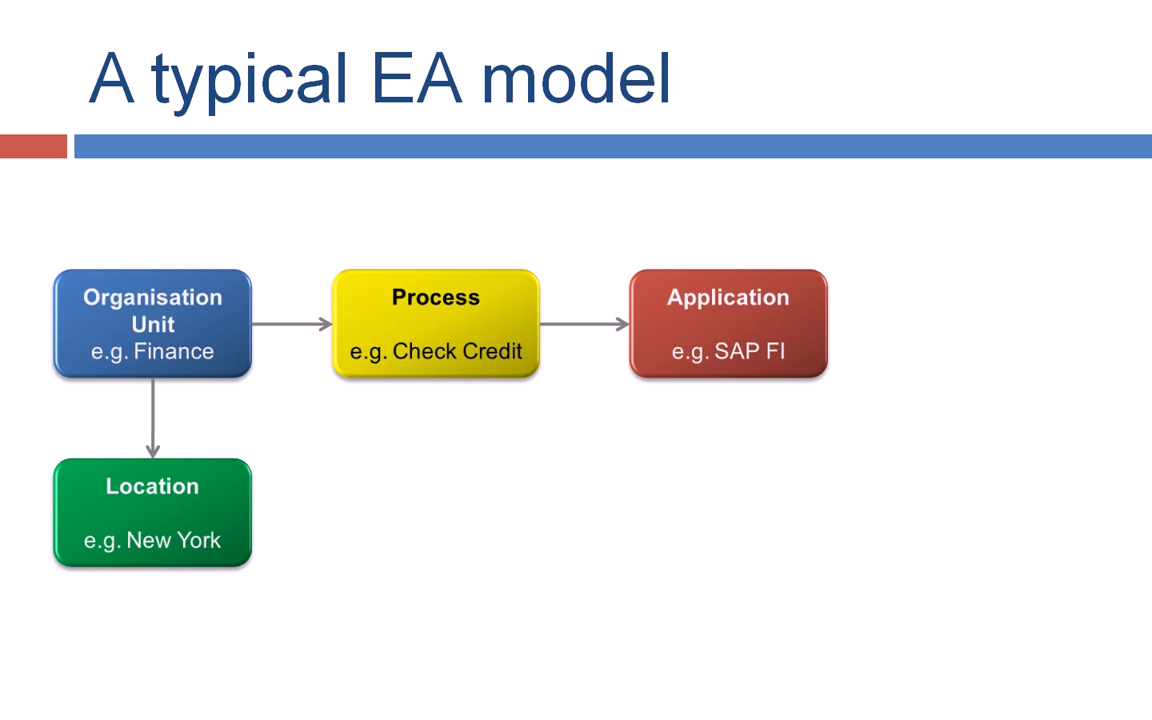 A typical EA model
Organisation
Unit
e.g. Finance
Process
e.g. Check Credit
Application
e.g. SAP FI
Location
e.g. New York